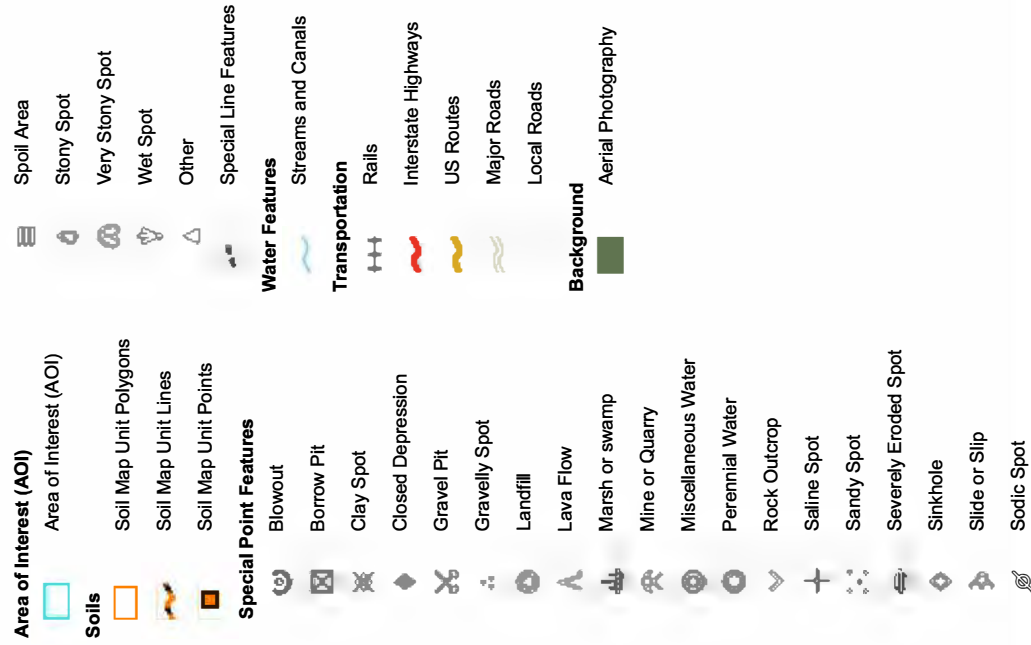 Area of Interest (AOI)
Area of Interest (AOI)
Soils
Soil Map Unit Polygons
Soil Map Unit Lines
Soil Map Unit Points
Special Point Features
Blowout
Borrow Pit
Clay Spot
Closed Depression
Gravel Pit
Gravelly Spot
Landfill
Lava Flow
Marsh or swamp
Mine or Quarry
Miscellaneous Water
Perennial Water
Rock Outcrop
Saline Spot
Sandy Spot
Severely Eroded Spot
Sinkhole
Slide or Slip
Sodic Spot
Spoil Area
Stony Spot
Very Stony Spot
Wet Spot
Other
Special Line Features
Water Features
Streams and Canals
Transportation
Rails
Interstate Highways
US Routes
Major Roads
Local Roads
Background
Aerial Photography